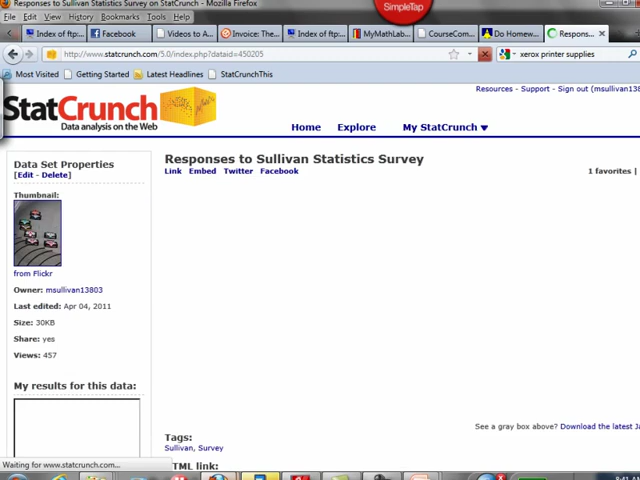 Responses to Sullivan Statistics Survey on StatCrunch - Mozilla Firefox
SimpleTap
File Edit View History Bookmarks Tools Help
Index of ftp:... Facebook Videos to A... Invoice: The... Index of ftp:... MyMathLab... CourseCom... Do Homew... Respons...
http://www.statcrunch.com/5.0/index.php?dataid=450205 xerox printer supplies
Most Visited Getting Started Latest Headlines StatCrunchThis
Resources - Support - Sign out (msullivan138
StatCrunch
Data analysis on the Web
Home Explore My StatCrunch
Data Set Properties
[Edit - Delete]
Responses to Sullivan Statistics Survey
Link Embed Twitter Facebook 1 favorites |
Thumbnail:
from Flickr
Owner: msullivan13803
Last edited: Apr 04, 2011
Size: 30KB
Share: yes
Views: 457
My results for this data:
See a gray box above? Download the latest Ja
Tags:
Sullivan, Survey
HTML link:
Waiting for www.statcrunch.com...
8:41 AM